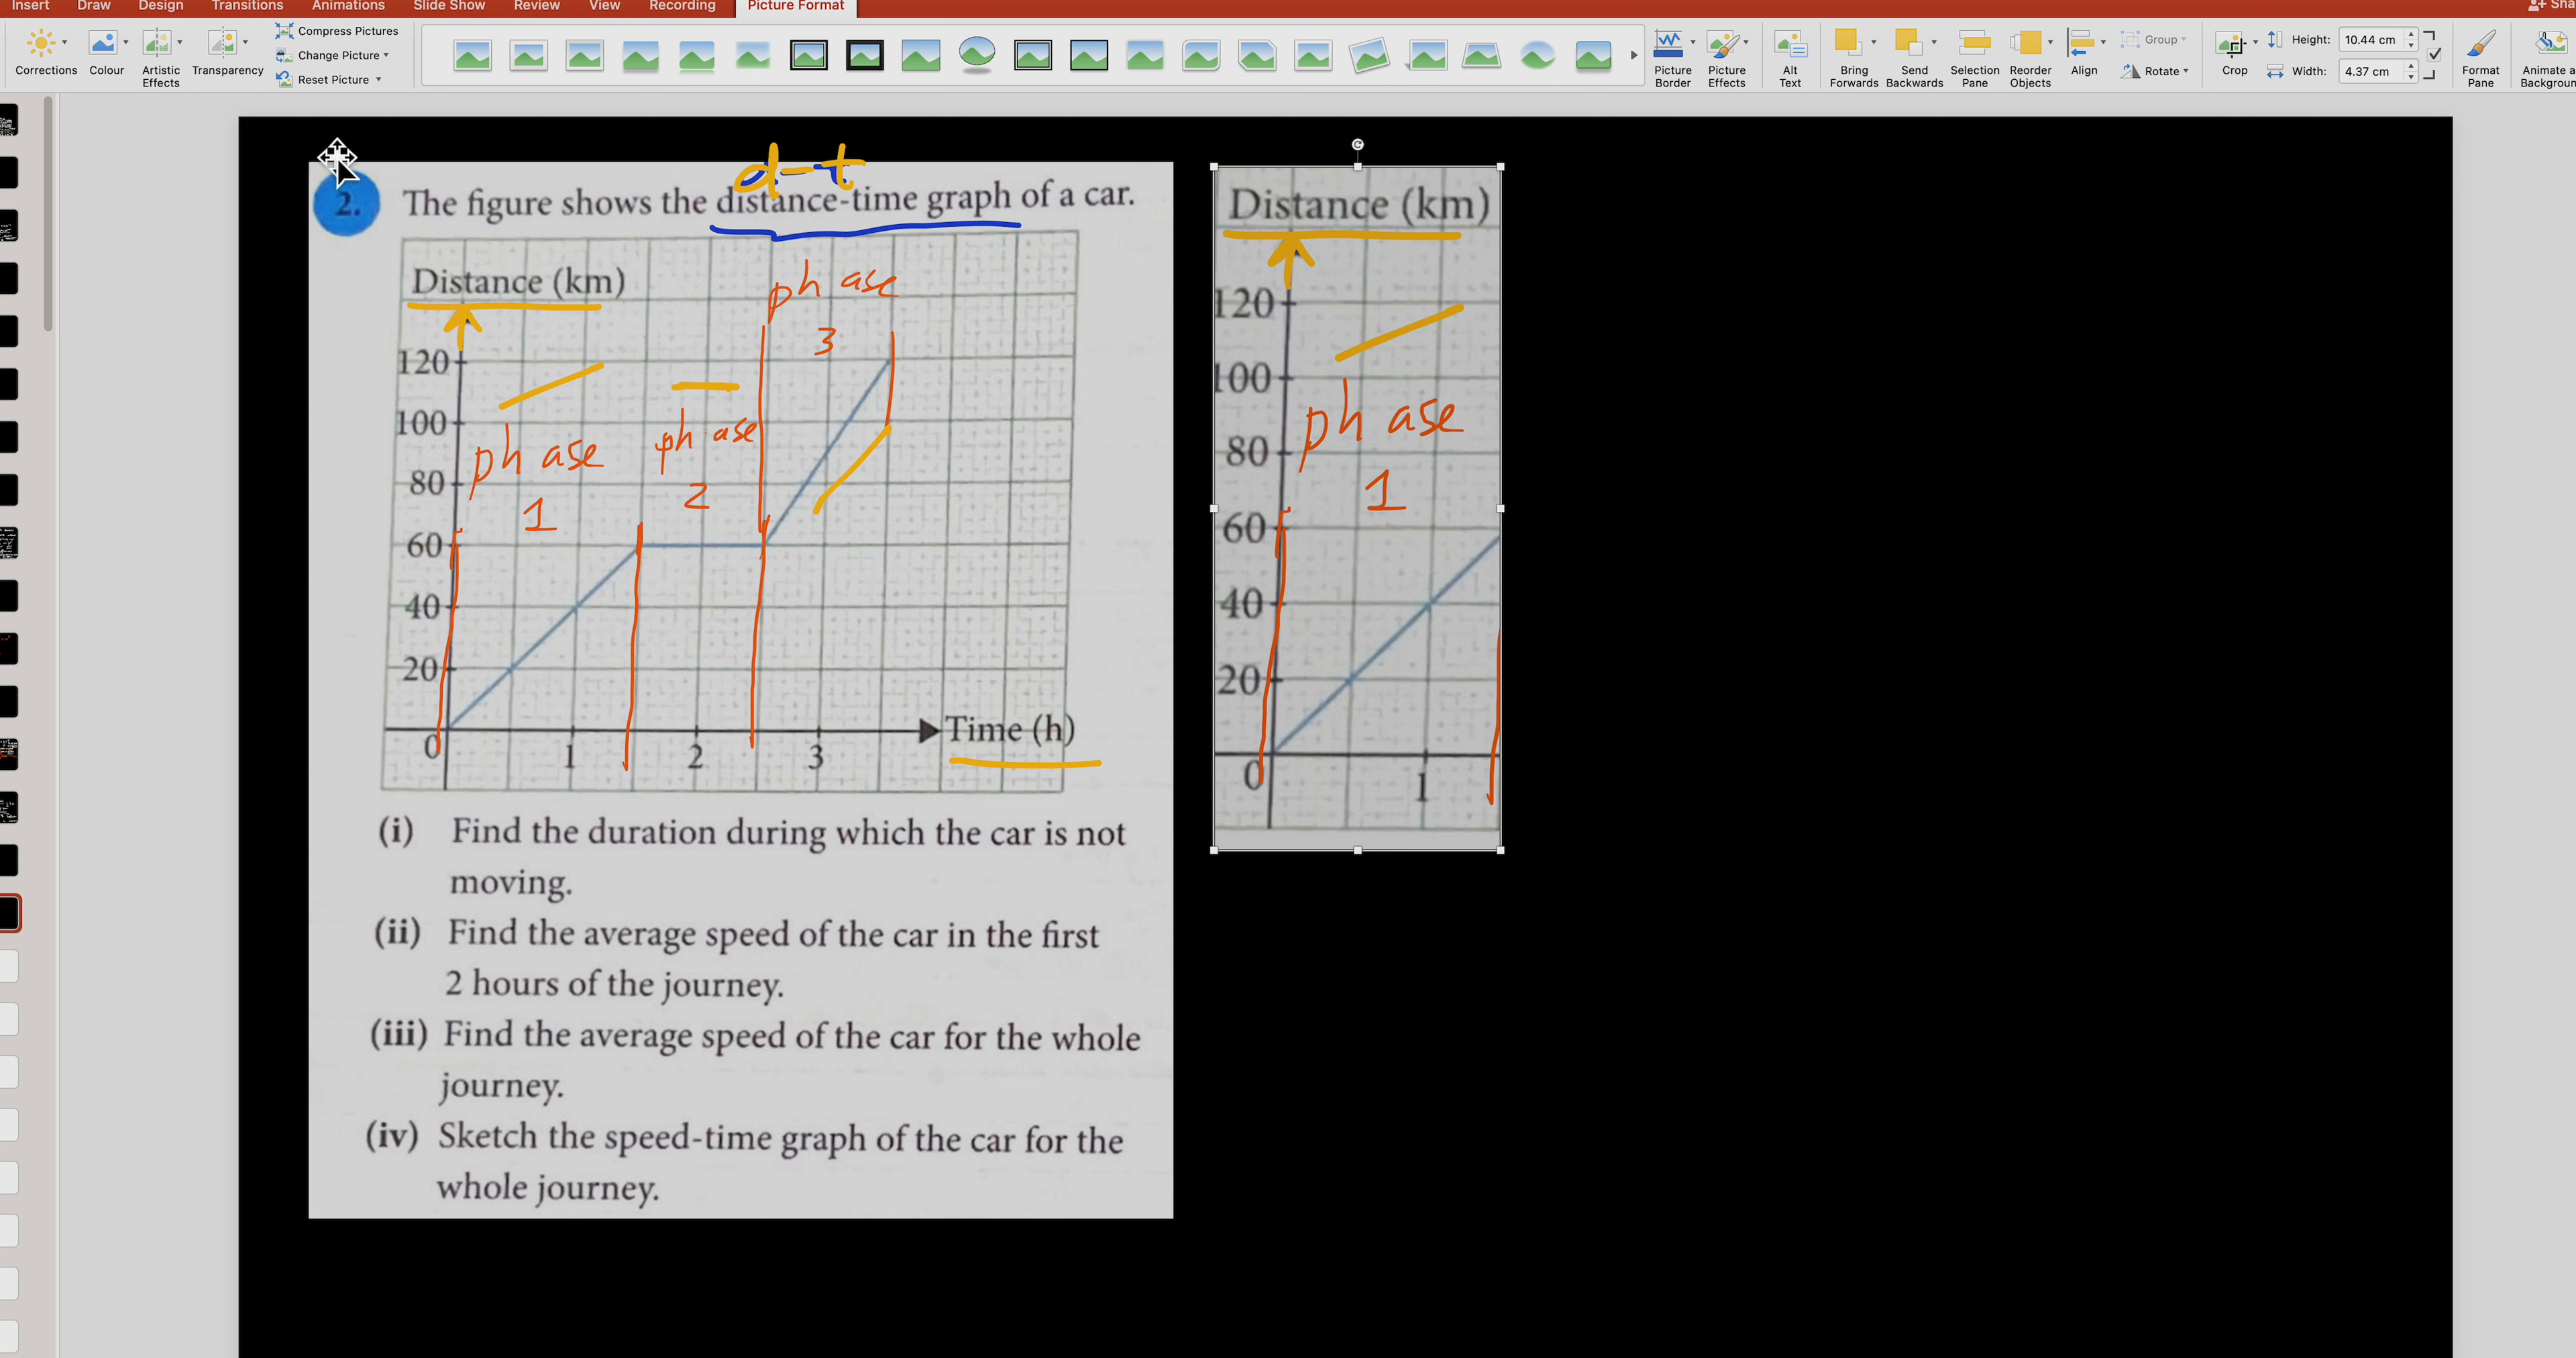 Insert Draw Design Transitions Animations Slide Show Review View Recording Picture Format
Corrections
Colour
Artistic
Effects
Transparency
Compress Pictures
Change Picture
Reset Picture
Picture
Border
Picture
Effects
Alt
Text
Bring
Forwards
Send
Backwards
Selection
Pane
Reorder
Objects
Align
Group
Rotate
Crop
Height: 10.44 cm
Width: 4.37 cm
Format
Pane
d-t
2. The figure shows the distance-time graph of a car.
Distance (km)
120
100
80
60
40
20
0
1
2
3
Time (h)
phase
1
phase
2
phase
3
(i) Find the duration during which the car is not
moving.
(ii) Find the average speed of the car in the first
2 hours of the journey.
(iii) Find the average speed of the car for the whole
journey.
(iv) Sketch the speed-time graph of the car for the
whole journey.
Distance (km)
120
100
80
60
40
20
0
1
phase
1